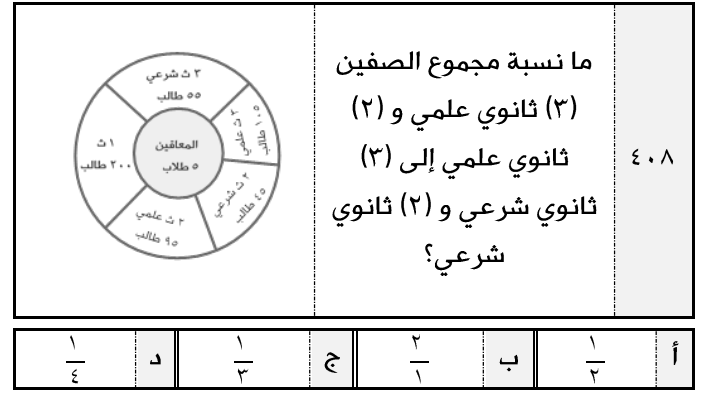 ٤٠٨
ما نسبة مجموع الصفين
(٣) ثانوي علمي و (٢)
ثانوي علمي إلى (٣)
ثانوي شرعي و (٢) ثانوي
شرعي؟
٣ ث شرعي
٥٥ طالب
٣ ث علمي
١٠٥ طالب
٢ ث شرعي
٤٥ طالب
٢ ث علمي
٩٥ طالب
١ ث
٢٠٠ طالب
المعاقين
٥ طلاب
أ
١
٢
ب
٢
١
ج
١
٣
د
١
٤